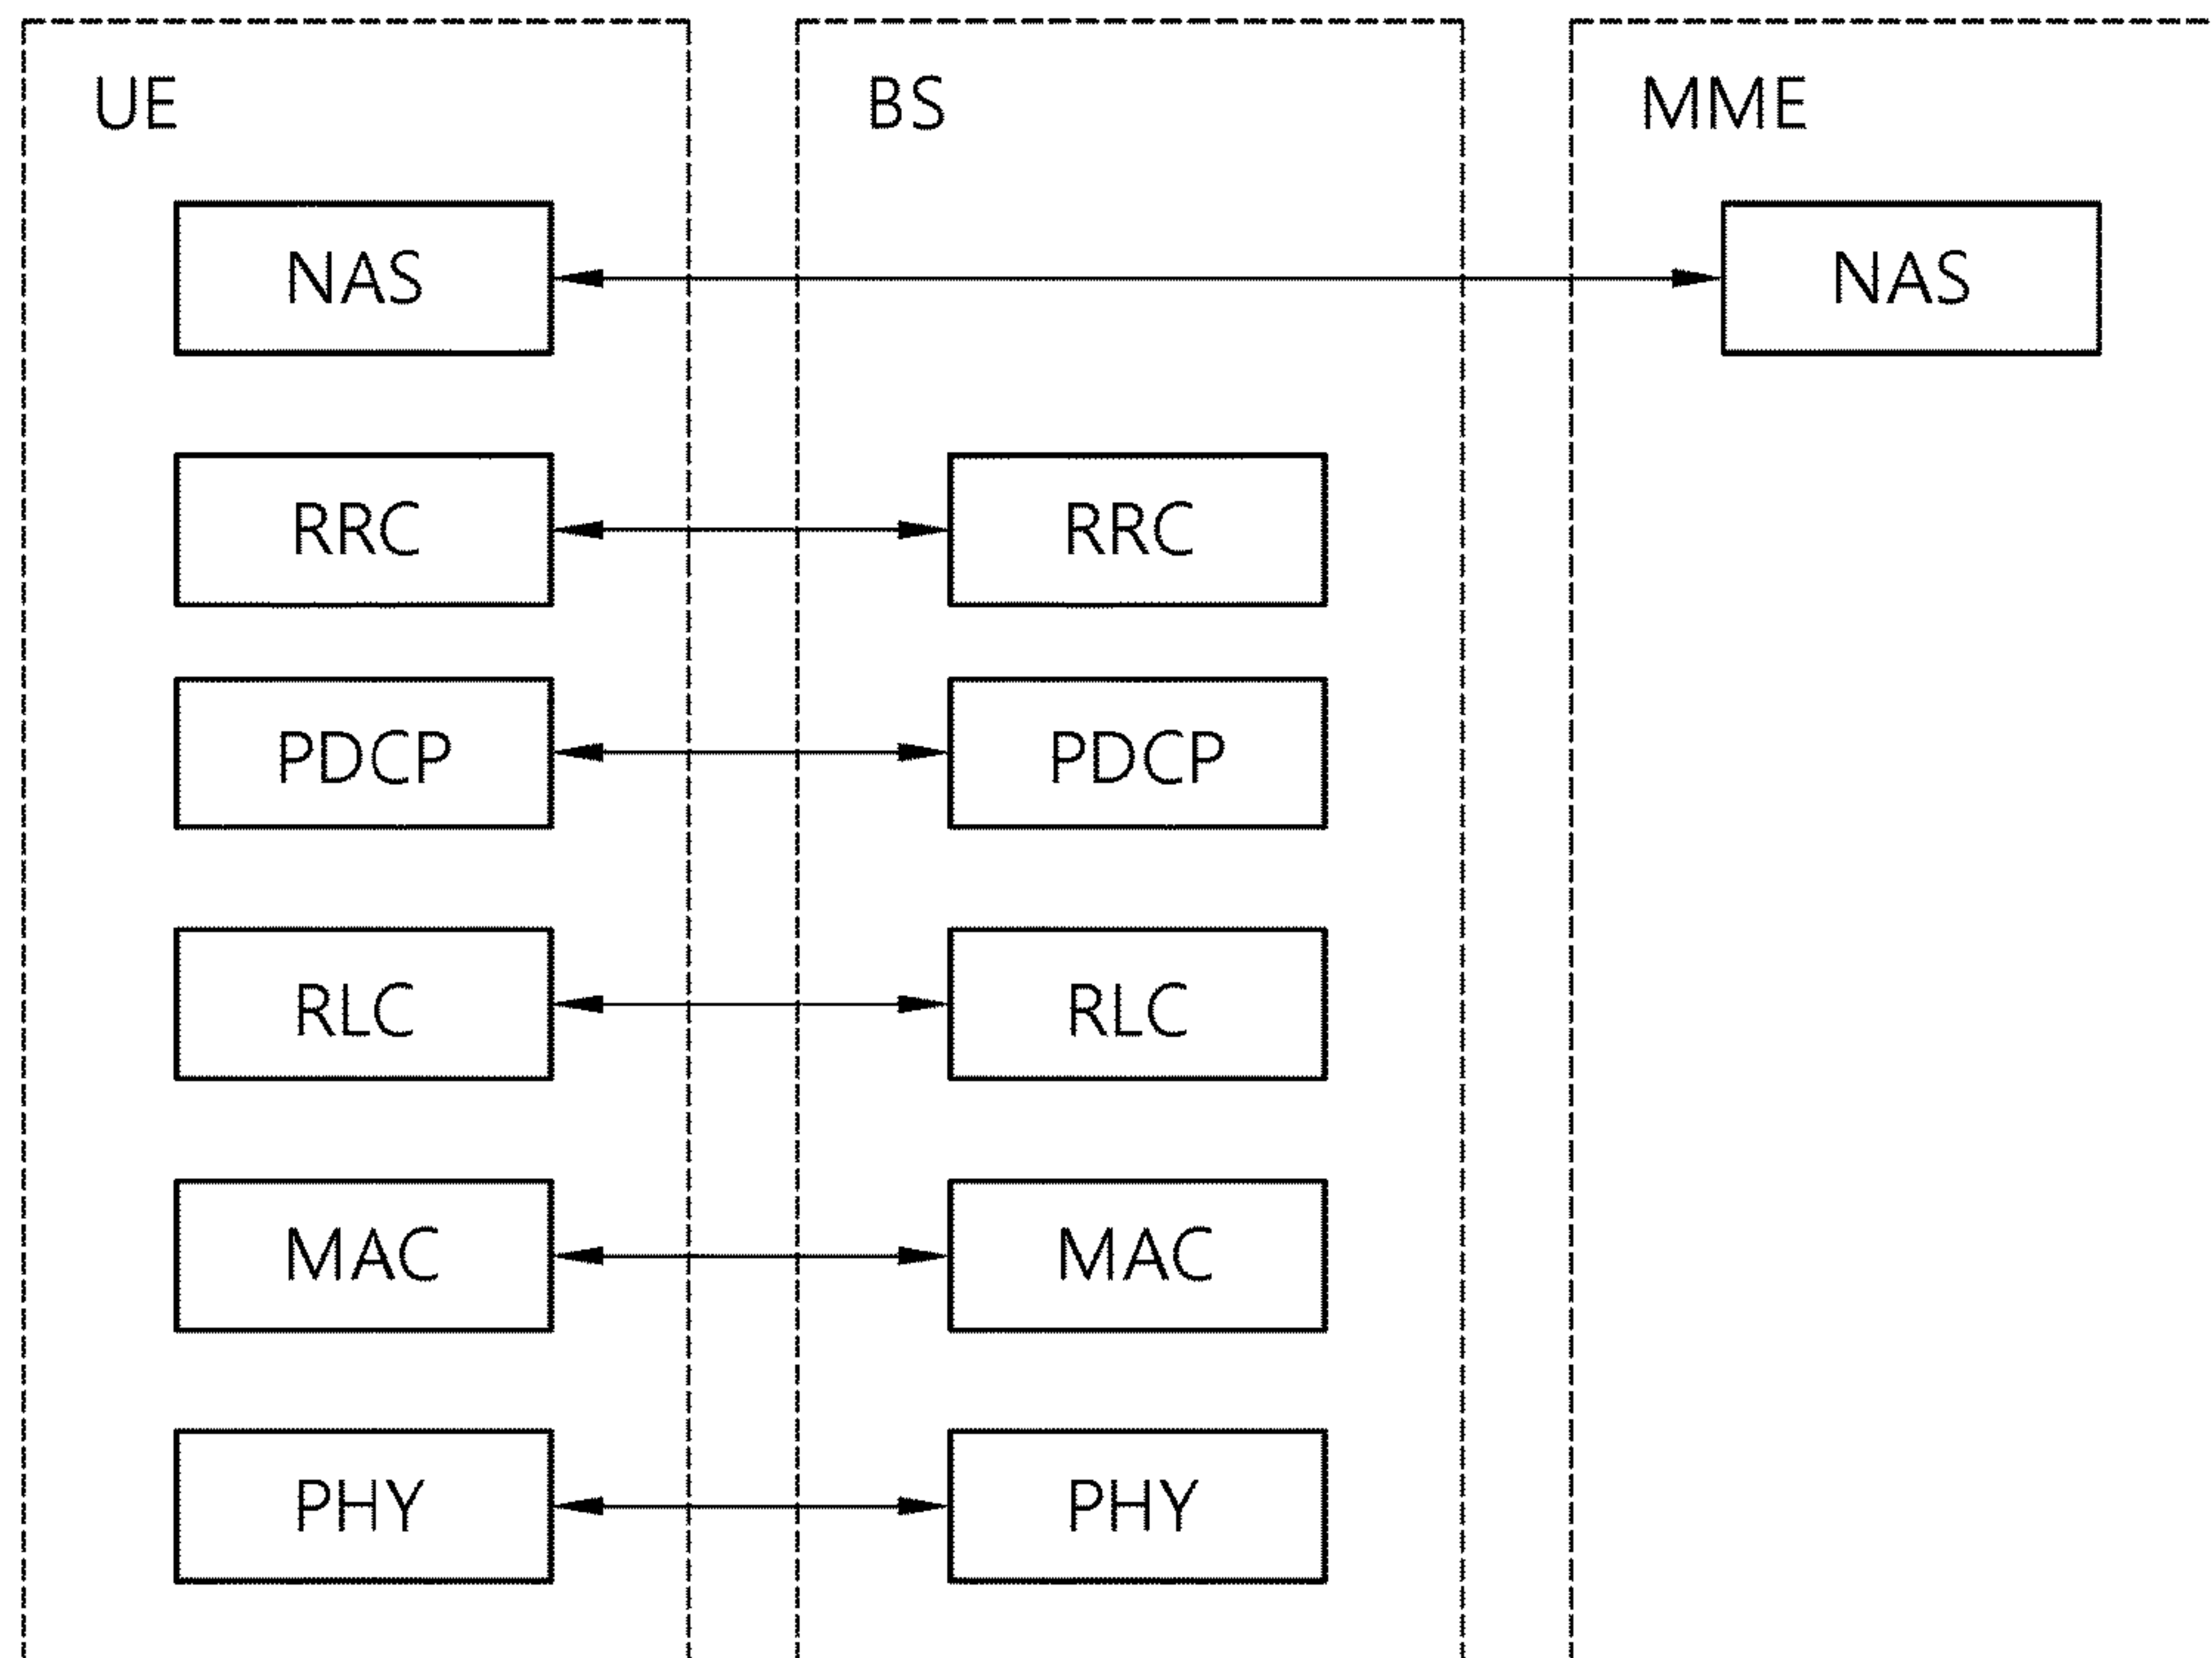 UE BS MME
NAS NAS
RRC RRC
PDCP PDCP
RLC RLC
MAC MAC
PHY PHY